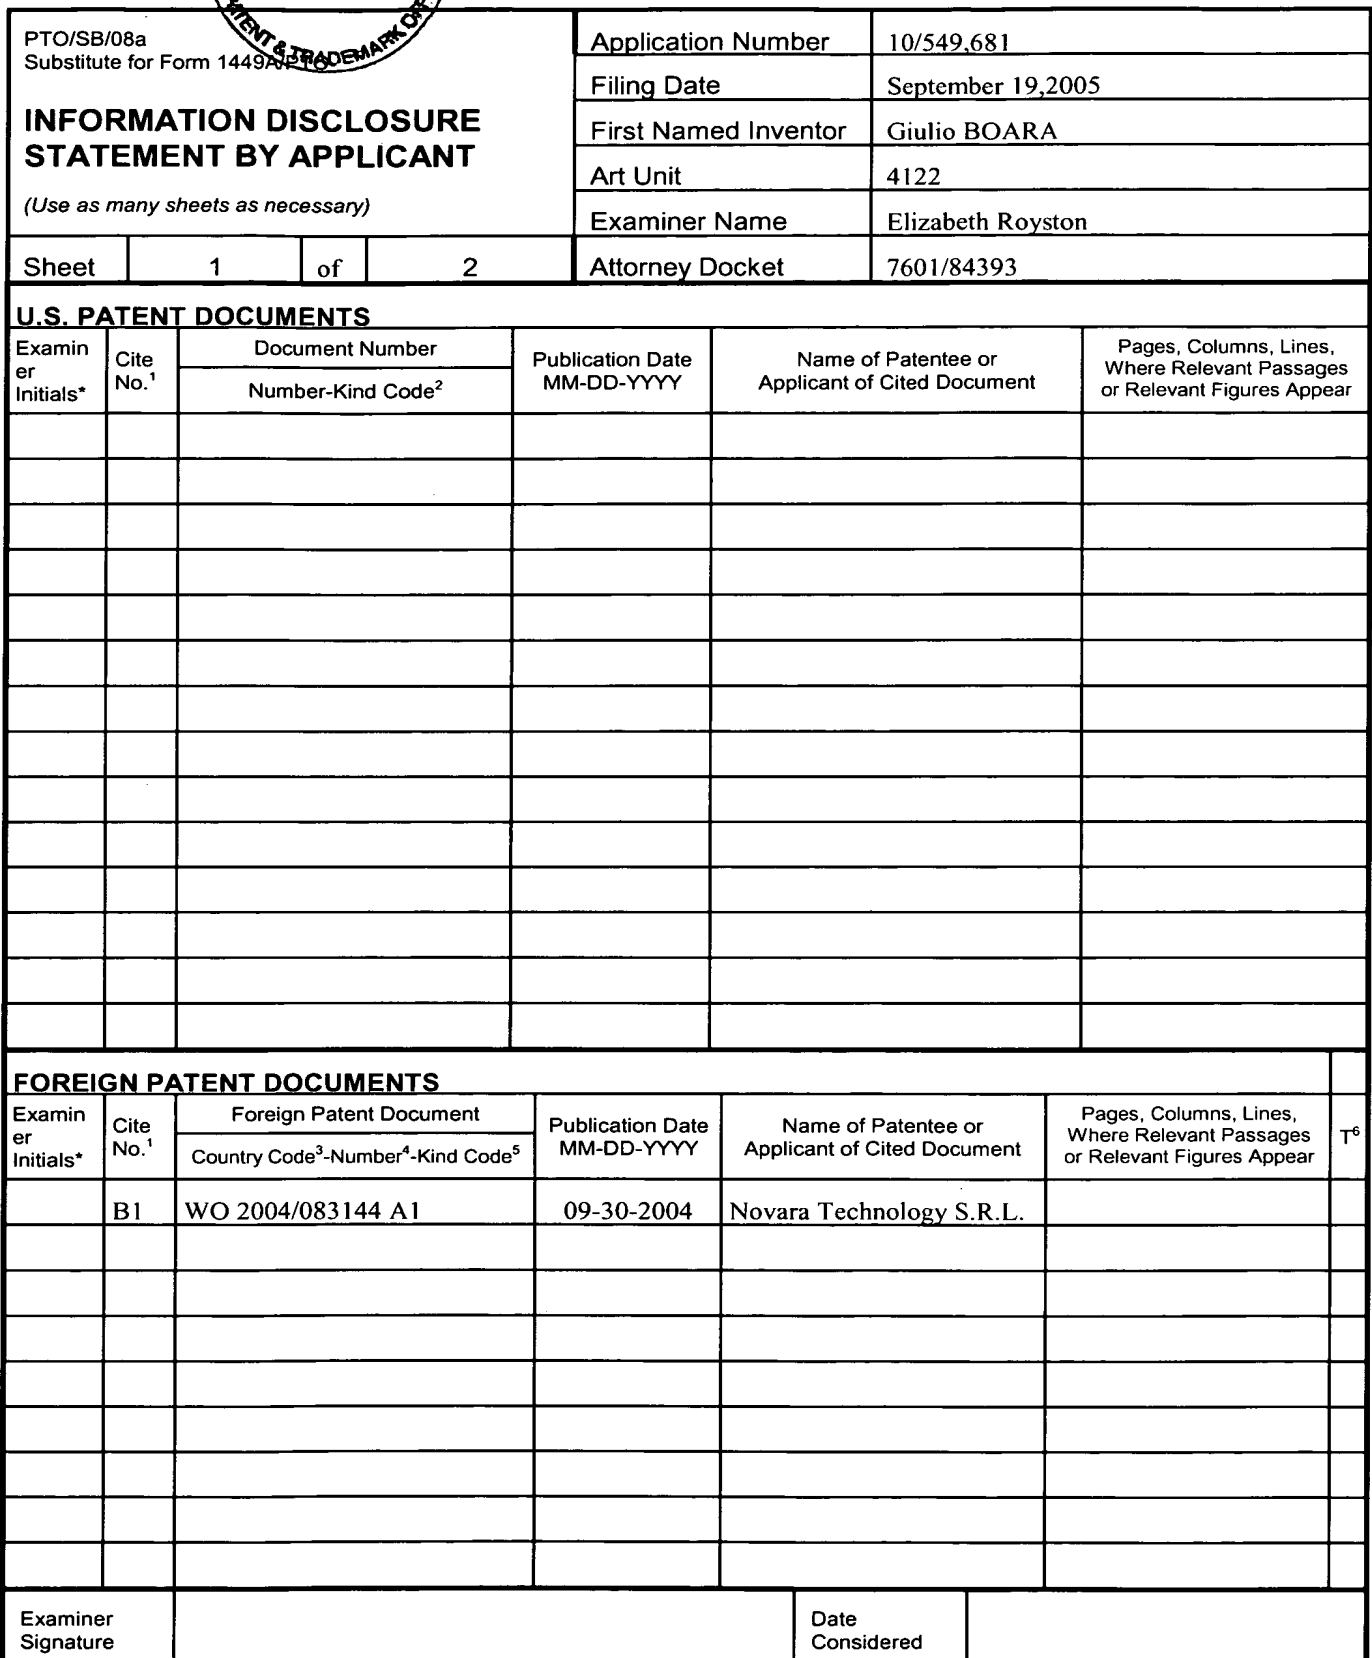 PATENT & TRADEMARK
PTO/SB/08a
Substitute for Form 1449A/PTO
INFORMATION DISCLOSURE
STATEMENT BY APPLICANT
(Use as many sheets as necessary)
Sheet 1 of 2
Application Number 10/549,681
Filing Date September 19,2005
First Named Inventor Giulio BOARA
Art Unit 4122
Examiner Name Elizabeth Royston
Attorney Docket 7601/84393
U.S. PATENT DOCUMENTS
Examin
er
Initials*
Cite
No.¹
Document Number
Number-Kind Code²
Publication Date
MM-DD-YYYY
Name of Patentee or
Applicant of Cited Document
Pages, Columns, Lines,
Where Relevant Passages
or Relevant Figures Appear
FOREIGN PATENT DOCUMENTS
Examin
er
Initials*
Cite
No.¹
Foreign Patent Document
Country Code³-Number⁴-Kind Code⁵
Publication Date
MM-DD-YYYY
Name of Patentee or
Applicant of Cited Document
Pages, Columns, Lines,
Where Relevant Passages
or Relevant Figures Appear
T⁶
B1 WO 2004/083144 A1 09-30-2004 Novara Technology S.R.L.
Examiner
Signature
Date
Considered